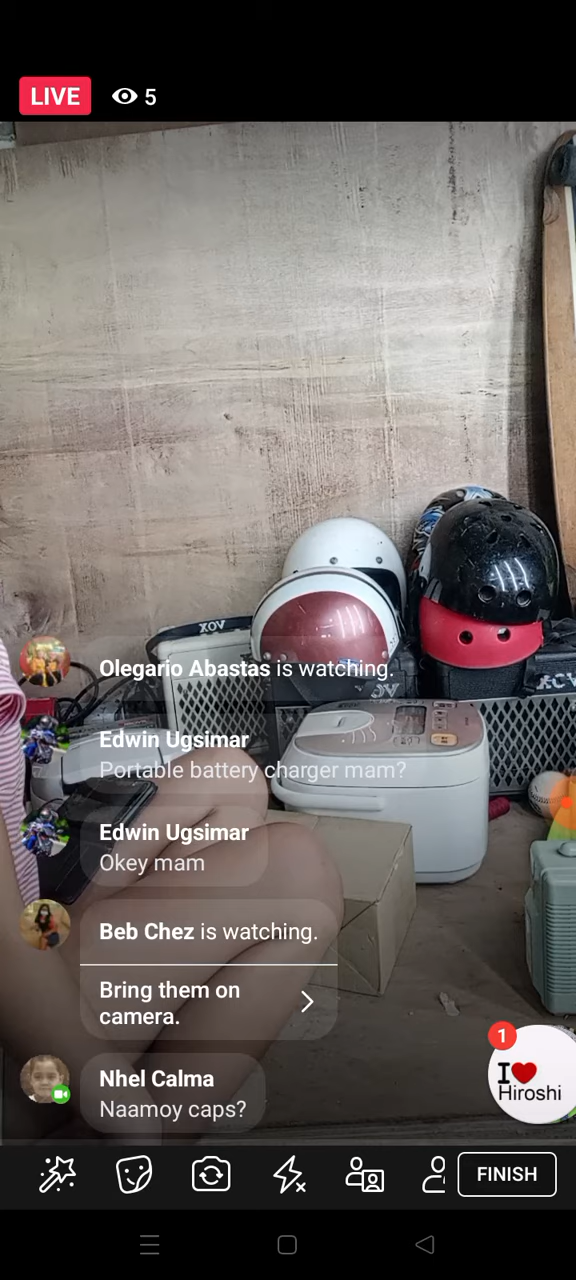 LIVE
5
XOV
Olegario Abastas is watching.
Edwin Ugsimar
Portable battery charger mam?
Edwin Ugsimar
Okey mam
Beb Chez is watching.
Bring them on
camera.
Nhel Calma
Naamoy caps?
1
I
Hiroshi
FINISH